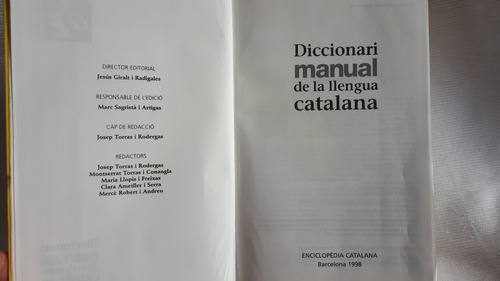 DIRECTOR EDITORIAL
Jesús Giralt i Radigales
RESPONSABLE DE L'EDICIÓ
Marc Sagristà i Artigas
CAP DE REDACCIÓ
Josep Torras i Rodergas
REDACTORS
Josep Torras i Rodergas
Montserrat Torras i Conangla
Maria Llopis i Freixas
Clara Ametller i Serra
Mercè Robert i Andreu
Diccionari
manual
de la llengua
catalana
ENCICLOPÈDIA CATALANA
Barcelona 1998